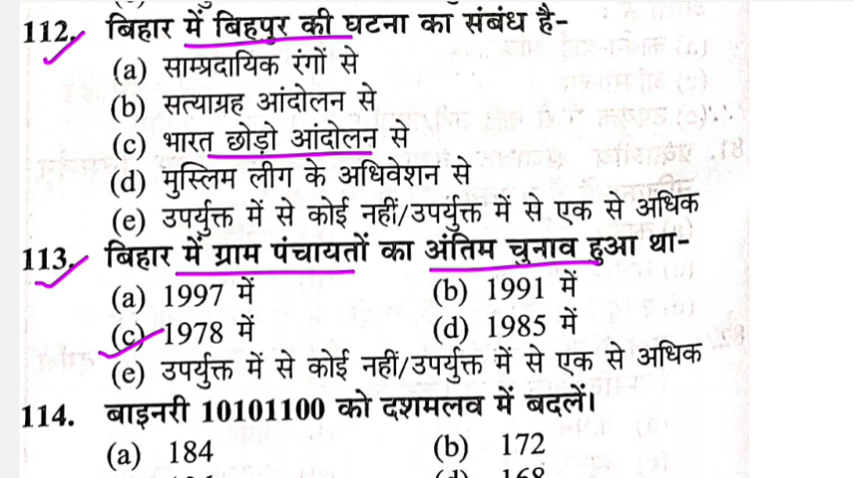 112. बिहार में बिहपुर की घटना का संबंध है-
(a) साम्प्रदायिक रंगों से
(b) सत्याग्रह आंदोलन से
(c) भारत छोड़ो आंदोलन से
(d) मुस्लिम लीग के अधिवेशन से
(e) उपर्युक्त में से कोई नहीं/उपर्युक्त में से एक से अधिक
113. बिहार में ग्राम पंचायतों का अंतिम चुनाव हुआ था-
(a) 1997 में (b) 1991 में
(c) 1978 में (d) 1985 में
(e) उपर्युक्त में से कोई नहीं/उपर्युक्त में से एक से अधिक
114. बाइनरी 10101100 को दशमलव में बदलें।
(a) 184 (b) 172